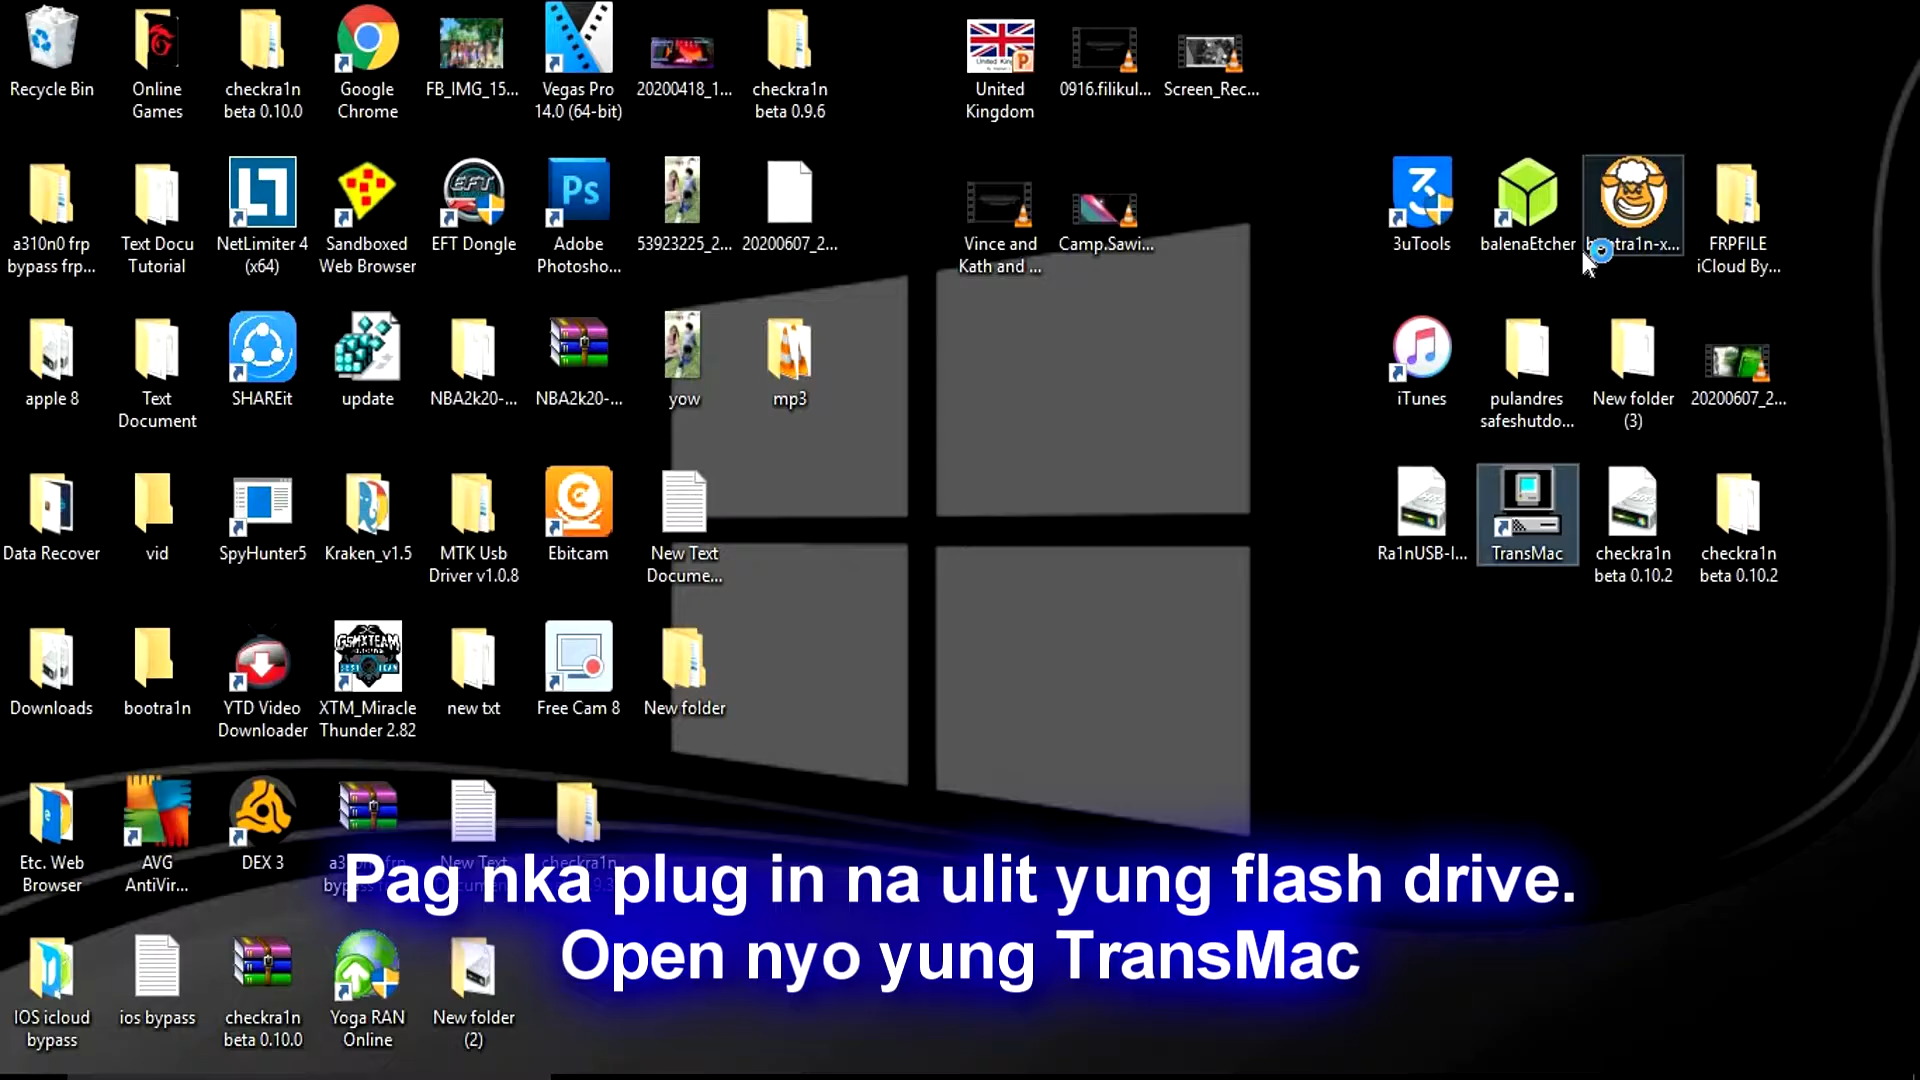 Recycle Bin
Online
Games
checkra1n
beta 0.10.0
Google
Chrome
FB_IMG_15...
Vegas Pro
14.0 (64-bit)
20200418_1...
checkra1n
beta 0.9.6
United
Kingdom
0916.filikul...
Screen_Rec...
a310n0 frp
bypass frp...
Text Docu
Tutorial
NetLimiter 4
(x64)
Sandboxed
Web Browser
EFT Dongle
Adobe
Photosho...
53923225_2...
20200607_2...
Vince and
Kath and ...
Camp.Sawi...
3uTools
balenaEtcher
FRPFILE
iCloud By...
apple 8
Text
Document
SHAREit
update
NBA2k20-...
NBA2k20-...
yow
mp3
iTunes
pulandres
safeshutdo...
New folder
(3)
20200607_2...
Data Recover
vid
SpyHunter5
Kraken_v1.5
MTK Usb
Driver v1.0.8
Ebitcam
New Text
Docume...
Ra1nUSB-I...
TransMac
checkra1n
beta 0.10.2
checkra1n
beta 0.10.2
Downloads
bootra1n
YTD Video
Downloader
XTM_Miracle
Thunder 2.82
new txt
Free Cam 8
New folder
Etc. Web
Browser
AVG
AntiVir...
DEX 3
New Text
checkra1n
Pag nka plug in na ulit yung flash drive.
Open nyo yung TransMac
IOS icloud
bypass
ios bypass
checkra1n
beta 0.10.0
Yoga RAN
Online
New folder
(2)